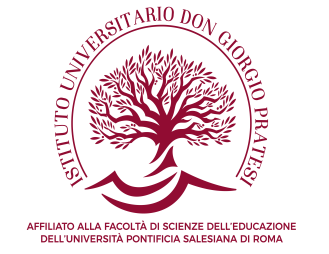 ISTITUTO UNIVERSITARIO DON GIORGIO PRATESI
AFFILIATO ALLA FACOLTÀ DI SCIENZE DELL'EDUCAZIONE
DELL'UNIVERSITÀ PONTIFICIA SALESIANA DI ROMA